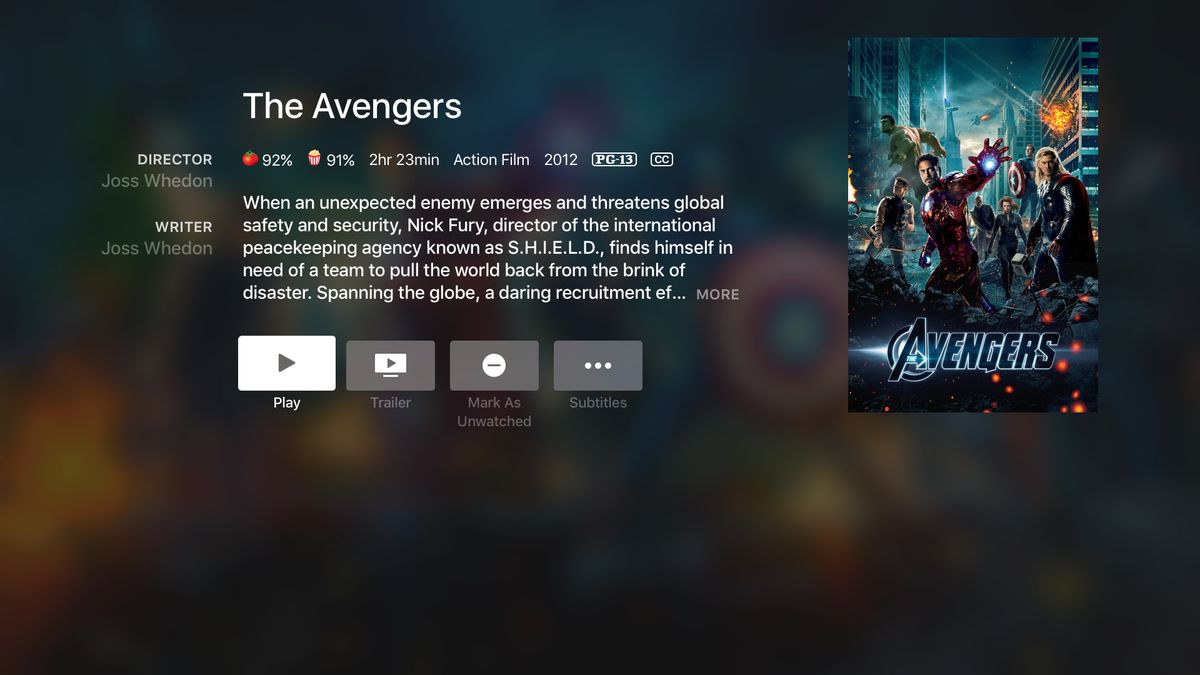 The Avengers
DIRECTOR
Joss Whedon
WRITER
Joss Whedon
92% 91% 2hr 23min Action Film 2012 PG-13 CC
When an unexpected enemy emerges and threatens global
safety and security, Nick Fury, director of the international
peacekeeping agency known as S.H.I.E.L.D., finds himself in
need of a team to pull the world back from the brink of
disaster. Spanning the globe, a daring recruitment ef... MORE
Play
Trailer
Mark As
Unwatched
Subtitles
THE AVENGERS